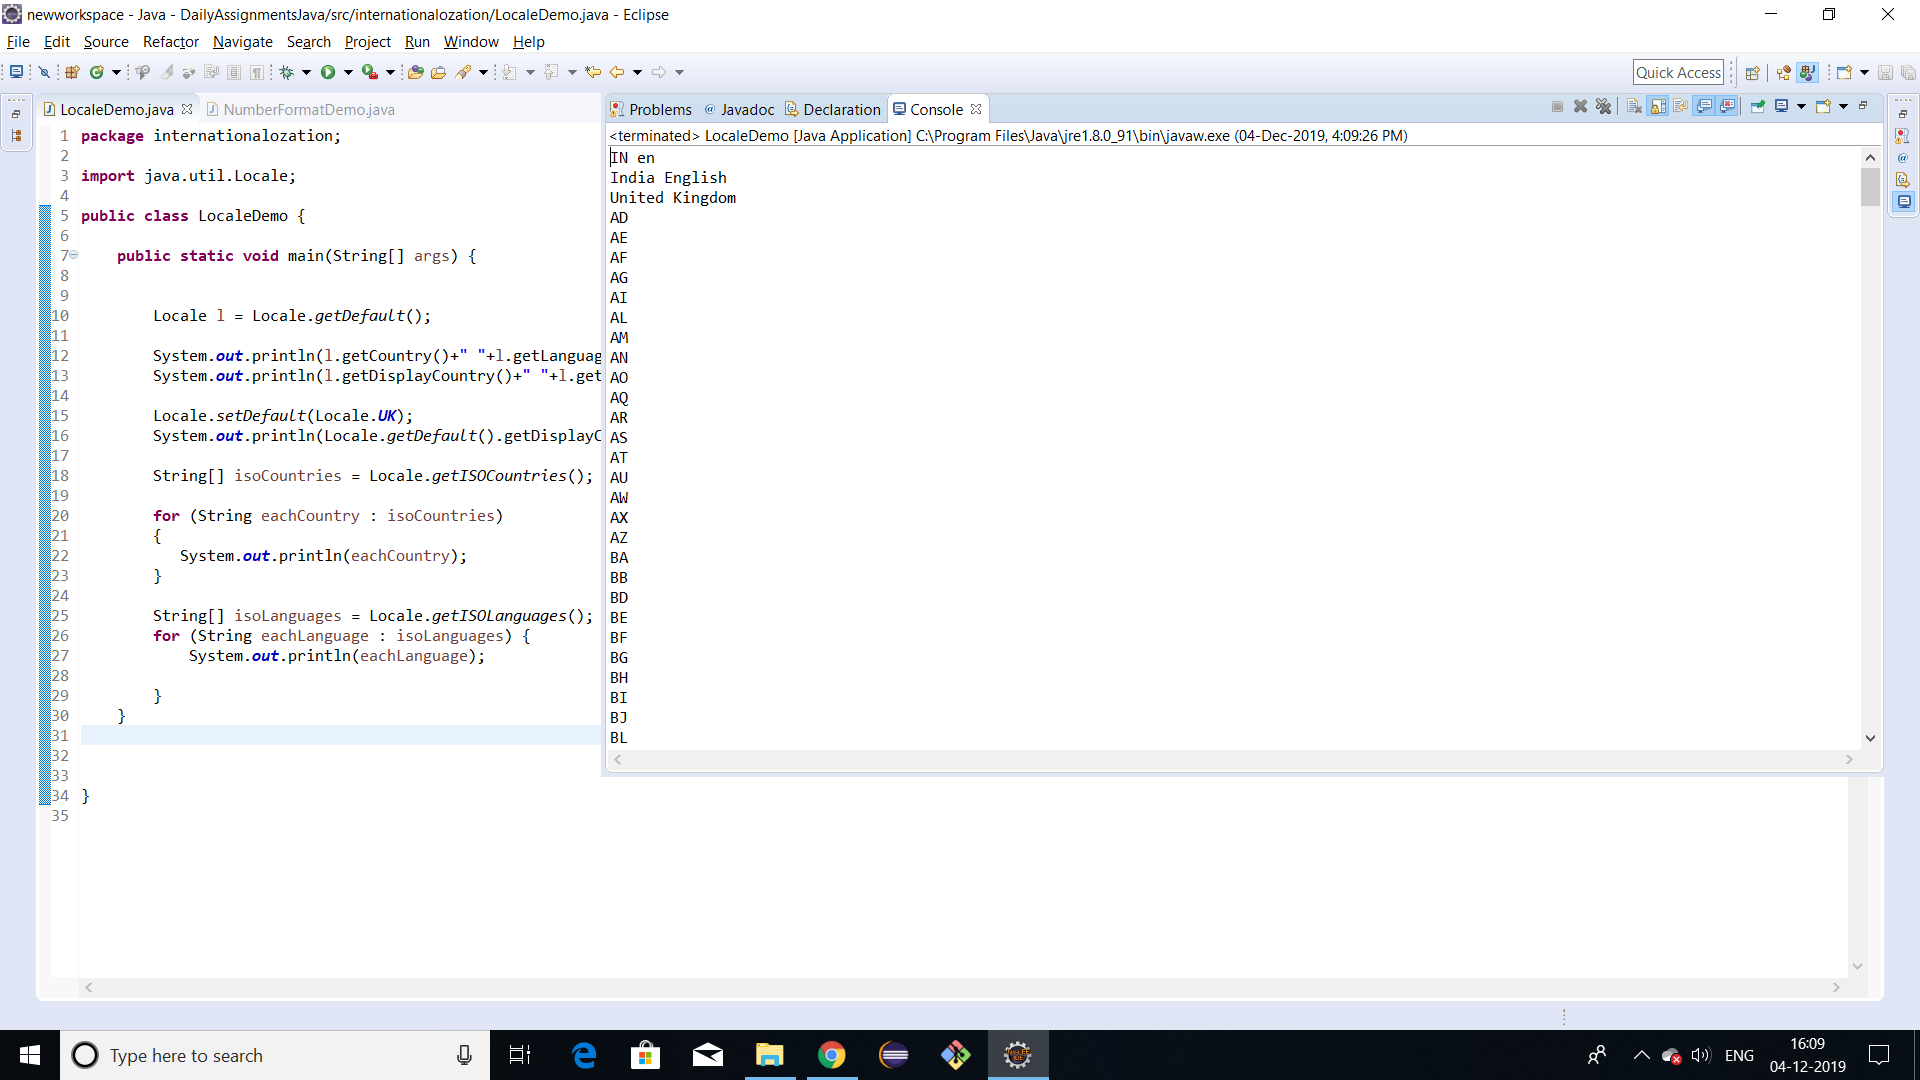 newworkspace - Java - DailyAssignmentsJava/src/internationalozation/LocaleDemo.java - Eclipse
File Edit Source Refactor Navigate Search Project Run Window Help
Quick Access
LocaleDemo.java NumberFormatDemo.java
1 package internationalozation;
2
3 import java.util.Locale;
4
5 public class LocaleDemo {
6
7 public static void main(String[] args) {
8
9
10 Locale l = Locale.getDefault();
11
12 System.out.println(l.getCountry()+" "+l.getLanguag
13 System.out.println(l.getDisplayCountry()+" "+l.get
14
15 Locale.setDefault(Locale.UK);
16 System.out.println(Locale.getDefault().getDisplayC
17
18 String[] isoCountries = Locale.getISOCountries();
19
20 for (String eachCountry : isoCountries)
21 {
22 System.out.println(eachCountry);
23 }
24
25 String[] isoLanguages = Locale.getISOLanguages();
26 for (String eachLanguage : isoLanguages) {
27 System.out.println(eachLanguage);
28
29 }
30 }
31
32
33
34 }
35
Problems @ Javadoc Declaration Console
<terminated> LocaleDemo [Java Application] C:\Program Files\Java\jre1.8.0_91\bin\javaw.exe (04-Dec-2019, 4:09:26 PM)
IN en
India English
United Kingdom
AD
AE
AF
AG
AI
AL
AM
AN
AO
AQ
AR
AS
AT
AU
AW
AX
AZ
BA
BB
BD
BE
BF
BG
BH
BI
BJ
BL
Type here to search
ENG
16:09
04-12-2019